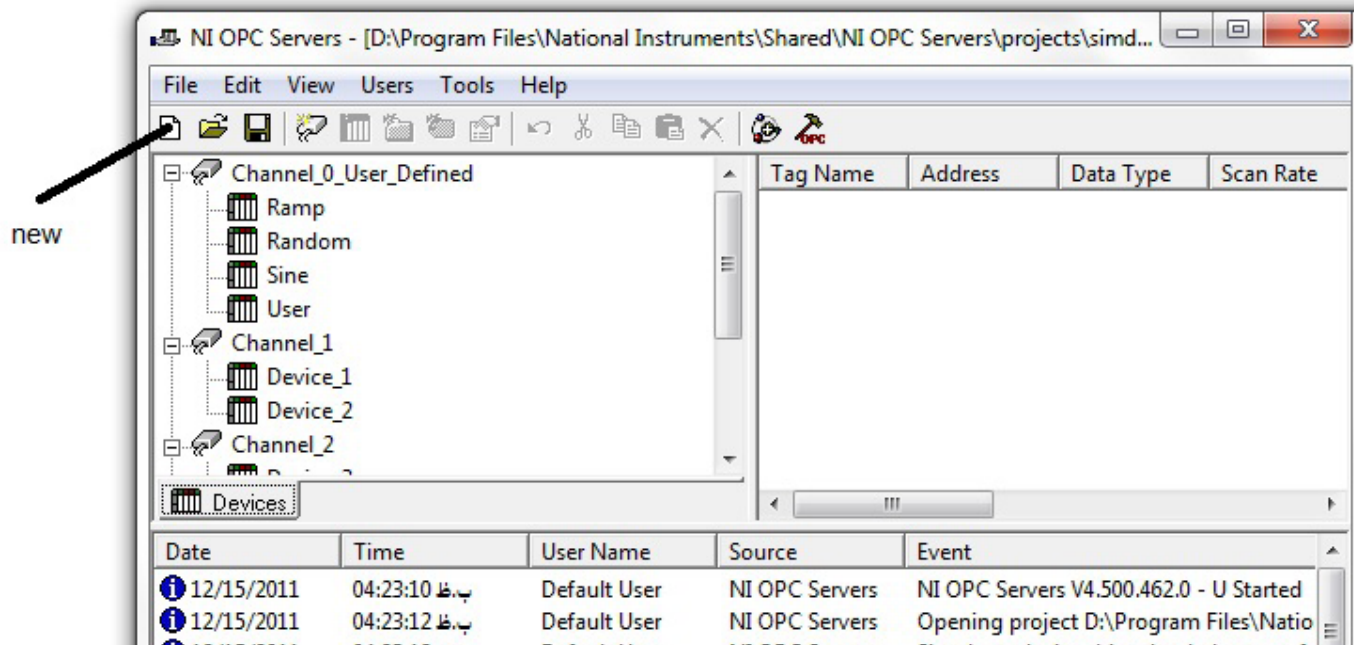 NI OPC Servers - [D:\Program Files\National Instruments\Shared\NI OPC Servers\projects\simd...
File Edit View Users Tools Help
OPC
new
Channel_0_User_Defined
Ramp
Random
Sine
User
Channel_1
Device_1
Device_2
Channel_2
Devices
Tag Name Address Data Type Scan Rate
Date Time User Name Source Event
12/15/2011 04:23:10 ب.ظ Default User NI OPC Servers NI OPC Servers V4.500.462.0 - U Started
12/15/2011 04:23:12 ب.ظ Default User NI OPC Servers Opening project D:\Program Files\Natio